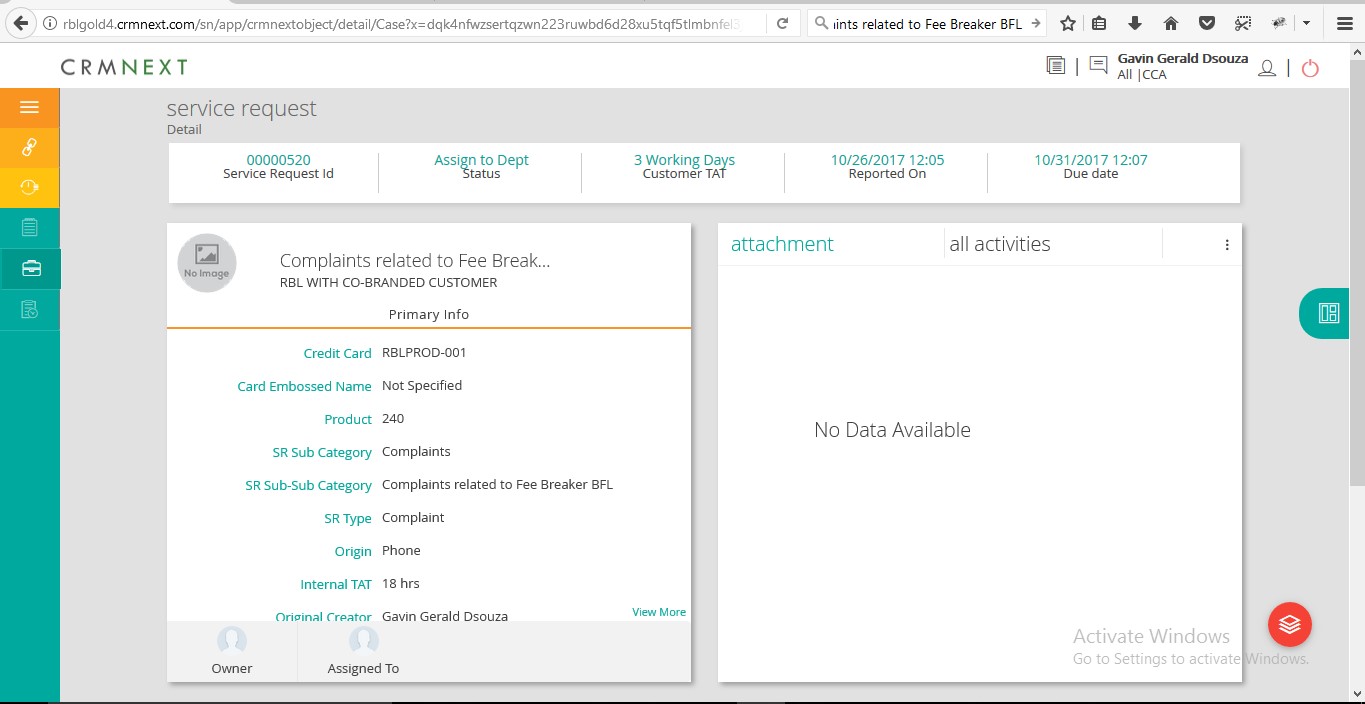 rblgold4.crmnext.com/sn/app/crmnextobject/detail/Case?x=dqk4nfwzsertqzwn223ruwbd6d28xu5tqf5tlmbnfel3
ints related to Fee Breaker BFL
CRMNEXT
Gavin Gerald Dsouza
All |CCA
service request
Detail
00000520
Service Request Id
Assign to Dept
Status
3 Working Days
Customer TAT
10/26/2017 12:05
Reported On
10/31/2017 12:07
Due date
No Image
Complaints related to Fee Break...
RBL WITH CO-BRANDED CUSTOMER
Primary Info
Credit Card RBLPROD-001
Card Embossed Name Not Specified
Product 240
SR Sub Category Complaints
SR Sub-Sub Category Complaints related to Fee Breaker BFL
SR Type Complaint
Origin Phone
Internal TAT 18 hrs
Original Creator Gavin Gerald Dsouza
View More
Owner
Assigned To
attachment
all activities
No Data Available
Activate Windows
Go to Settings to activate Windows.